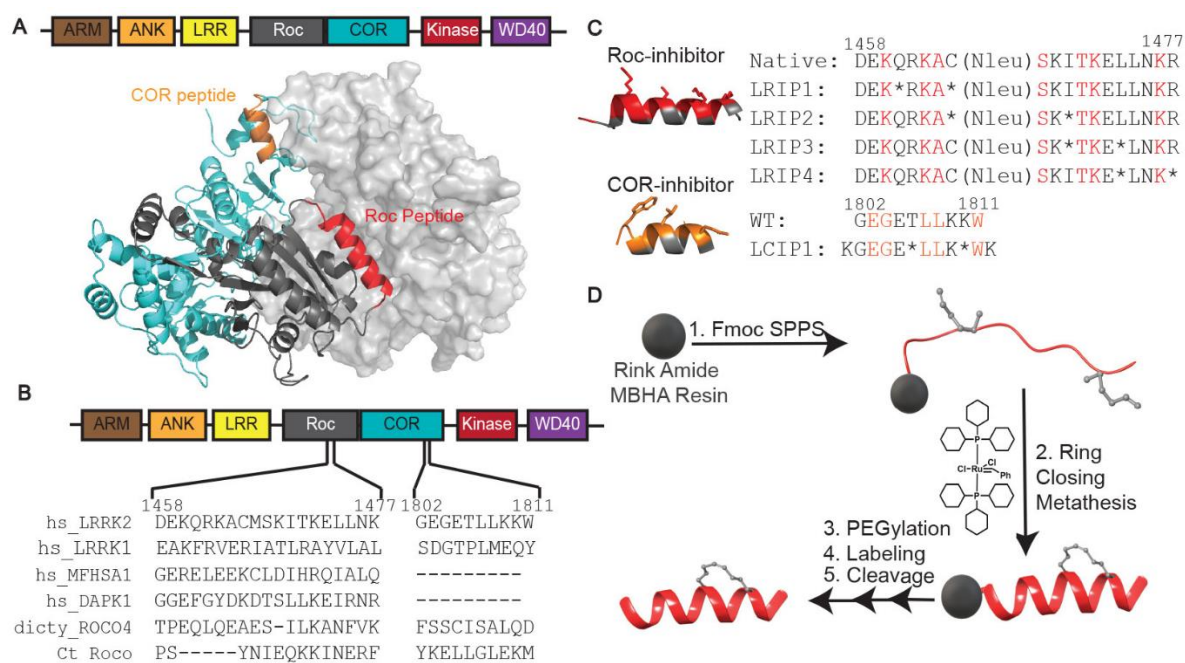 A
ARM ANK LRR Roc COR Kinase WD40
COR peptide
Roc Peptide
B
ARM ANK LRR Roc COR Kinase WD40
1458 1477 1802 1811
hs_LRRK2 DEKQRKACMSKITKELLNK GEGETLLKKW
hs_LRRK1 EAKFRVERIATLRAYVLAL SDGTPLMEQY
hs_MFHSA1 GERELEEKCLDIHRQIALQ ----------
hs_DAPK1 GGEFGYDKDTSLLKEIRNR ----------
dicty_ROCO4 TPEQLQEAES-ILKANFVK FSSCISALQD
Ct Roco PS-----YNIEQKKINERF YKELLGLEKM
C
1458 1477
Roc-inhibitor
Native: DEKQRKAC(Nleu)SKITKELLNKR
LRIP1: DEK*RKA*(Nleu)SKITKELLNKR
LRIP2: DEKQRKA*(Nleu)SK*TKELLNKR
LRIP3: DEKQRKAC(Nleu)SK*TKE*LNKR
LRIP4: DEKQRKAC(Nleu)SKITKE*LNK*
COR-inhibitor
1802 1811
WT: GEGETLLKKW
LCIP1: KGEGE*LLK*WK
D
1. Fmoc SPPS
Rink Amide
MBHA Resin
P
Cl
Cl Ru Ph
P
2. Ring
Closing
Metathesis
3. PEGylation
4. Labeling
5. Cleavage